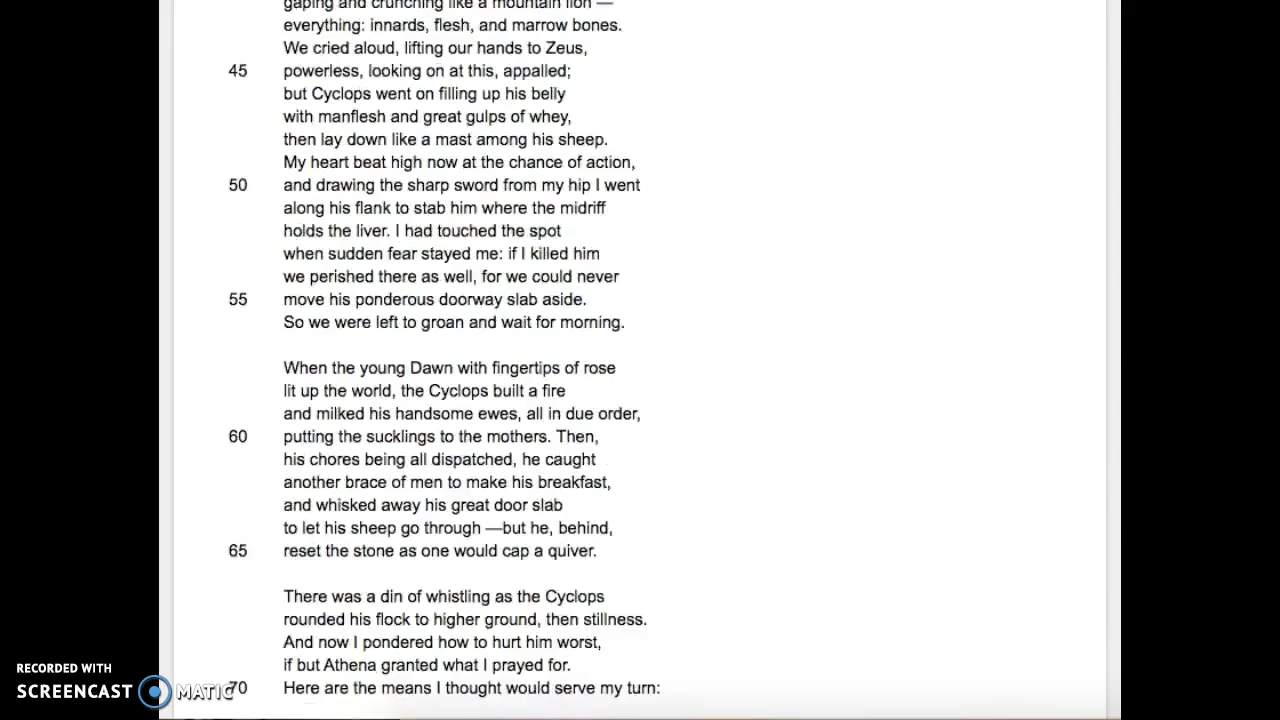 gaping and crunching like a mountain lion —
everything: innards, flesh, and marrow bones.
We cried aloud, lifting our hands to Zeus,
45 powerless, looking on at this, appalled;
but Cyclops went on filling up his belly
with manflesh and great gulps of whey,
then lay down like a mast among his sheep.
My heart beat high now at the chance of action,
50 and drawing the sharp sword from my hip I went
along his flank to stab him where the midriff
holds the liver. I had touched the spot
when sudden fear stayed me: if I killed him
we perished there as well, for we could never
55 move his ponderous doorway slab aside.
So we were left to groan and wait for morning.
When the young Dawn with fingertips of rose
lit up the world, the Cyclops built a fire
and milked his handsome ewes, all in due order,
60 putting the sucklings to the mothers. Then,
his chores being all dispatched, he caught
another brace of men to make his breakfast,
and whisked away his great door slab
to let his sheep go through —but he, behind,
65 reset the stone as one would cap a quiver.
There was a din of whistling as the Cyclops
rounded his flock to higher ground, then stillness.
And now I pondered how to hurt him worst,
if but Athena granted what I prayed for.
70 Here are the means I thought would serve my turn:
RECORDED WITH
SCREENCAST MATIC